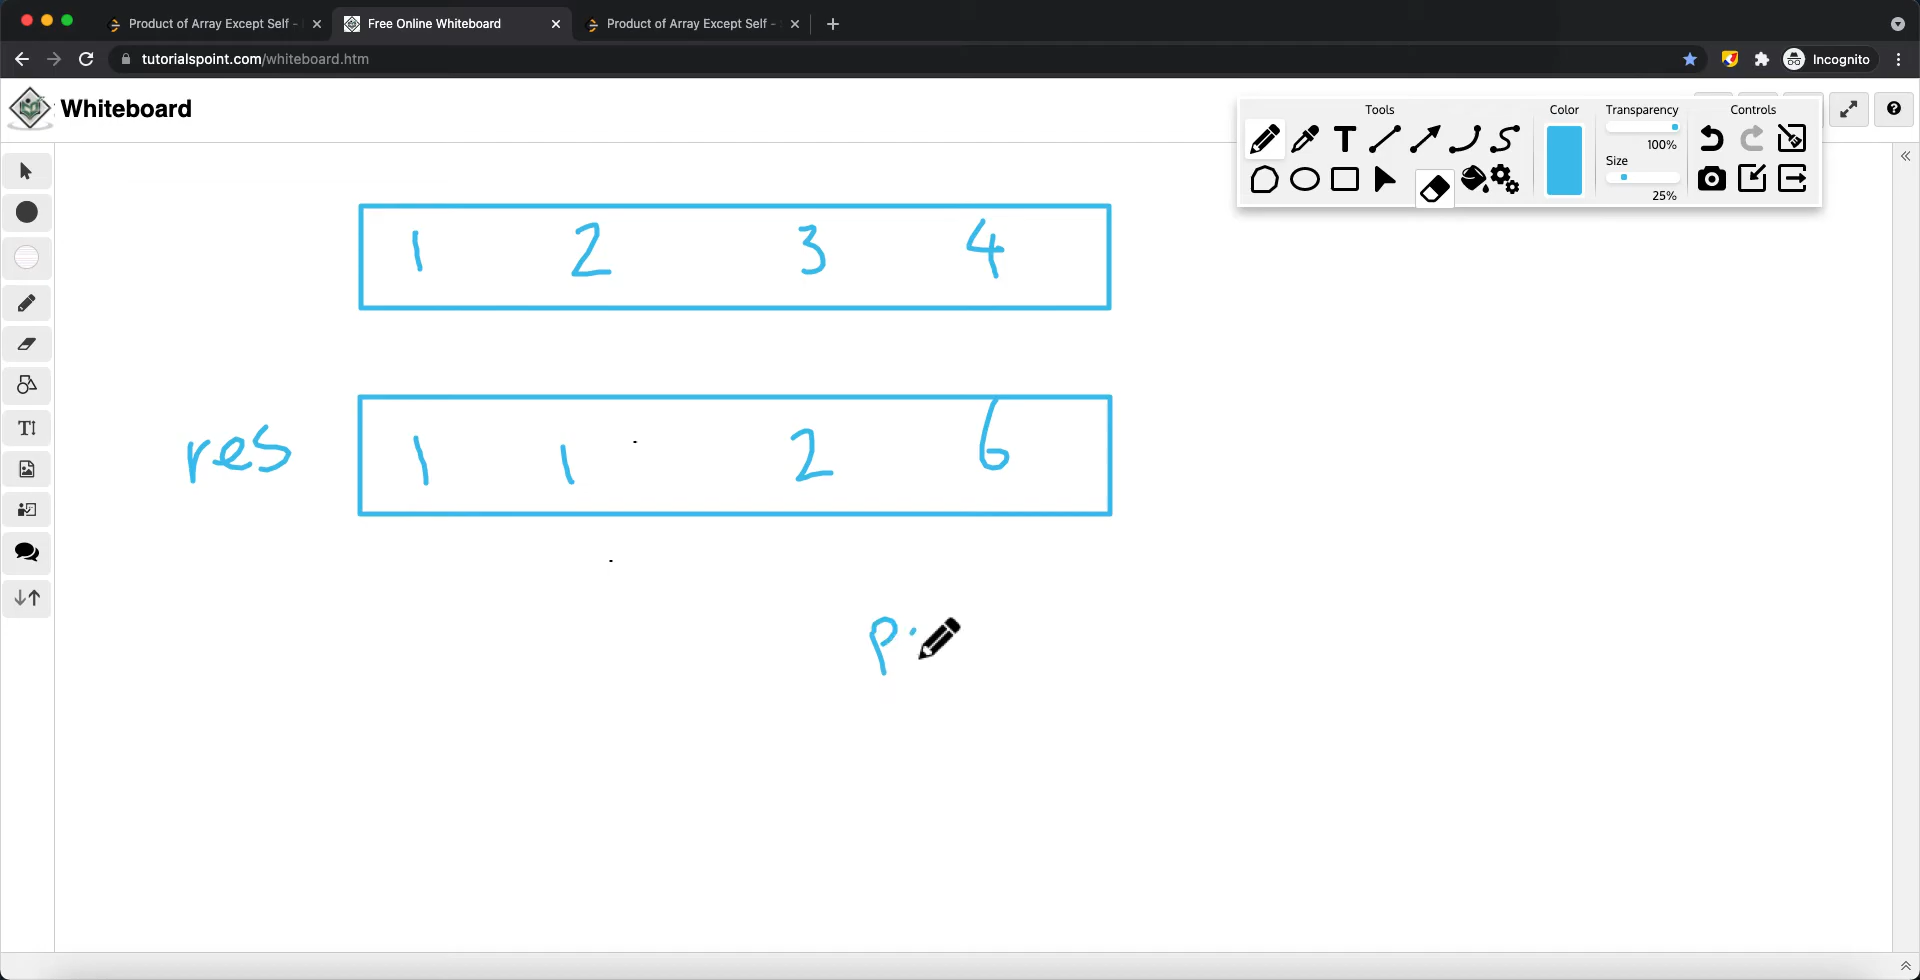 Product of Array Except Self -
Free Online Whiteboard
Product of Array Except Self -
tutorialspoint.com/whiteboard.htm
Incognito
Whiteboard
Tools
Color
Transparency
Controls
100%
Size
25%
T
1 2 3 4
res 1 1 2 6
P